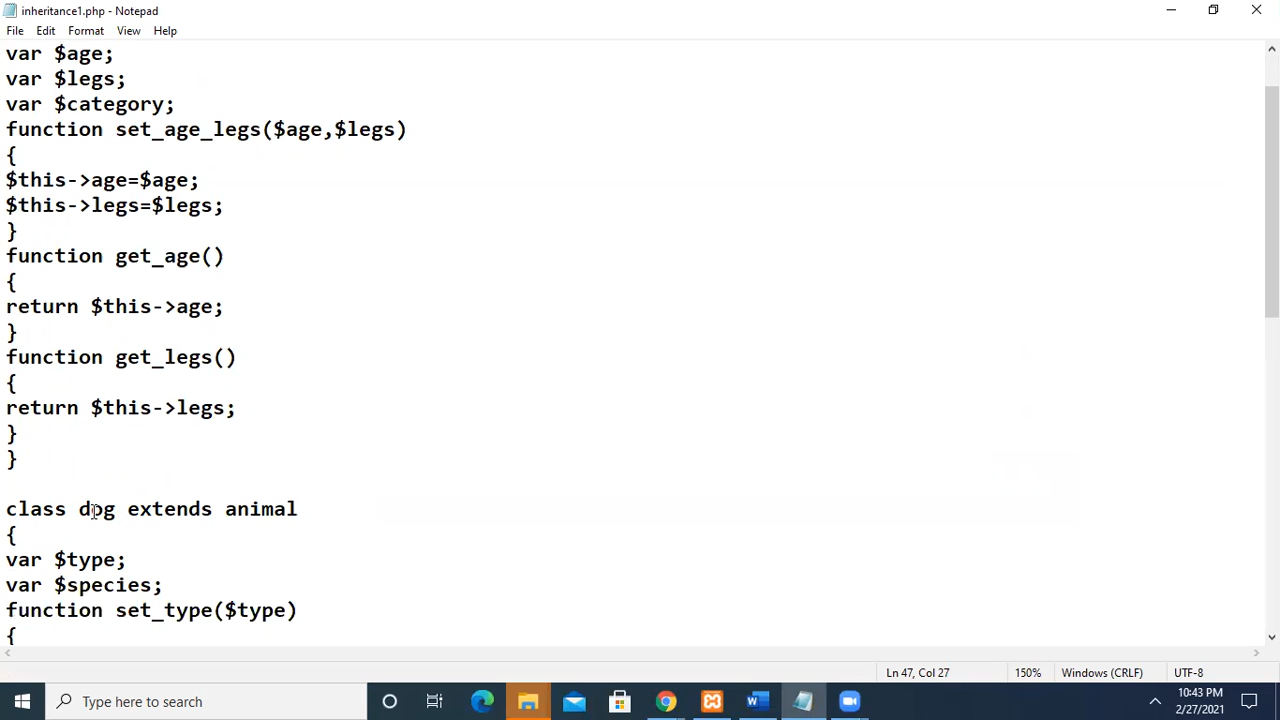 inheritance1.php - Notepad
File Edit Format View Help
var $age;
var $legs;
var $category;
function set_age_legs($age,$legs)
{
$this->age=$age;
$this->legs=$legs;
}
function get_age()
{
return $this->age;
}
function get_legs()
{
return $this->legs;
}
}
class dog extends animal
{
var $type;
var $species;
function set_type($type)
{
Ln 47, Col 27 150% Windows (CRLF) UTF-8
Type here to search
10:43 PM
2/27/2021